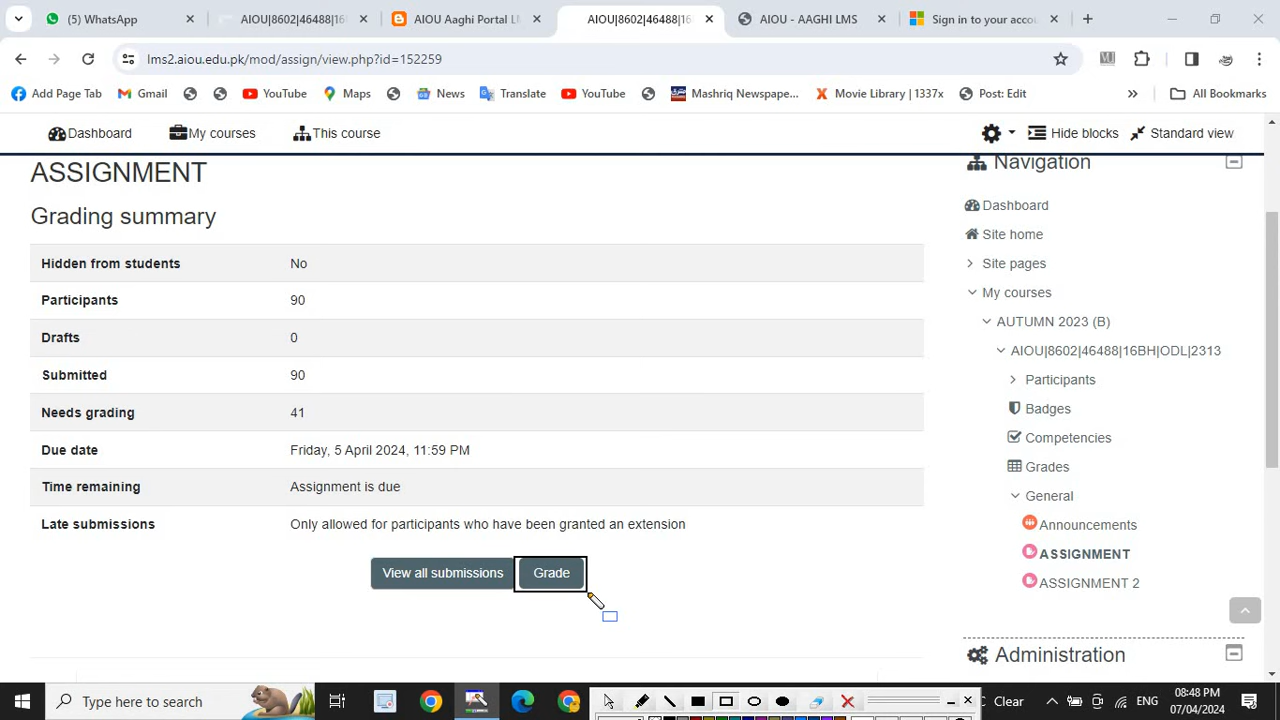 (5) WhatsApp
AIOU|8602|46488|16
AIOU Aaghi Portal LM
AIOU|8602|46488|16
AIOU - AAGHI LMS
Sign in to your accou
lms2.aiou.edu.pk/mod/assign/view.php?id=152259
Add Page Tab
Gmail
YouTube
Maps
News
Translate
YouTube
Mashriq Newspape...
Movie Library | 1337x
Post: Edit
All Bookmarks
Dashboard
My courses
This course
Hide blocks
Standard view
ASSIGNMENT
Grading summary
Hidden from students No
Participants 90
Drafts 0
Submitted 90
Needs grading 41
Due date Friday, 5 April 2024, 11:59 PM
Time remaining Assignment is due
Late submissions Only allowed for participants who have been granted an extension
View all submissions
Grade
Navigation
Dashboard
Site home
Site pages
My courses
AUTUMN 2023 (B)
AIOU|8602|46488|16BH|ODL|2313
Participants
Badges
Competencies
Grades
General
Announcements
ASSIGNMENT
ASSIGNMENT 2
Administration
Type here to search
Clear
ENG
08:48 PM
07/04/2024